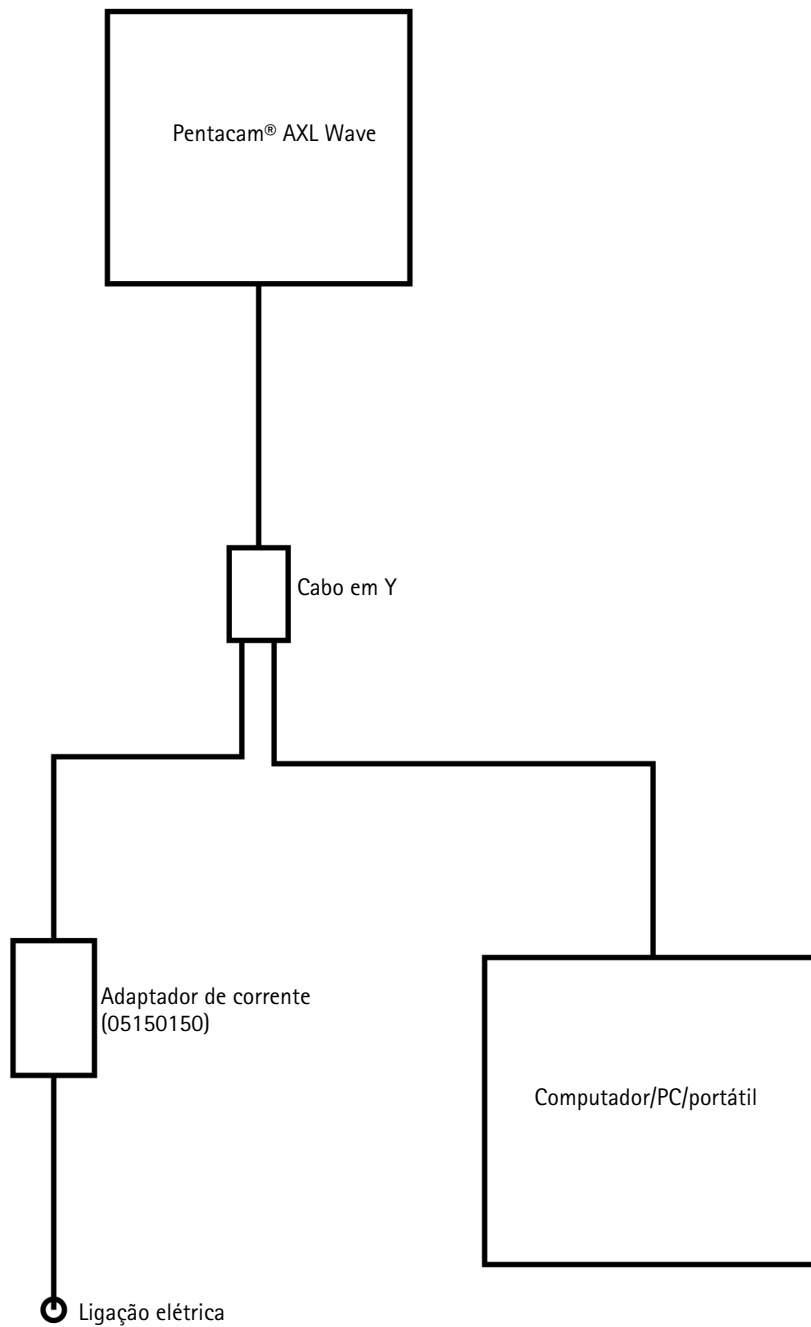 Pentacam® AXL Wave
Cabo em Y
Adaptador de corrente
(05150150)
Computador/PC/portátil
Ligação elétrica